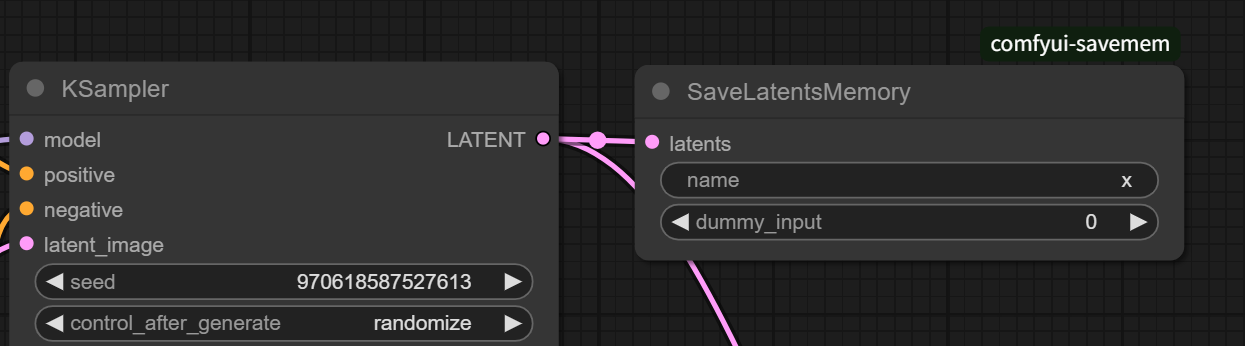 comfyui-savemem
KSampler
SaveLatentsMemory
model
LATENT
latents
positive
name x
negative
dummy_input 0
latent_image
seed 970618587527613
control_after_generate randomize